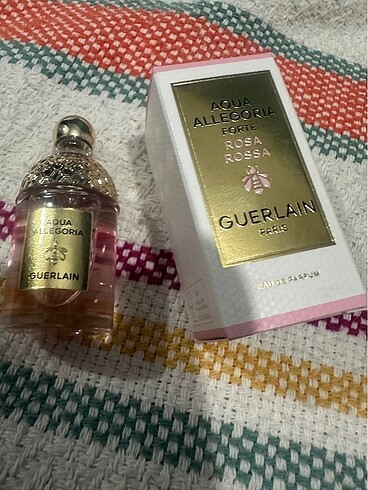 AQUA
ALLEGORIA
GUERLAIN
AQUA
ALLEGORIA
FORTE
ROSA
ROSSA
GUERLAIN
PARIS
EAU DE PARFUM